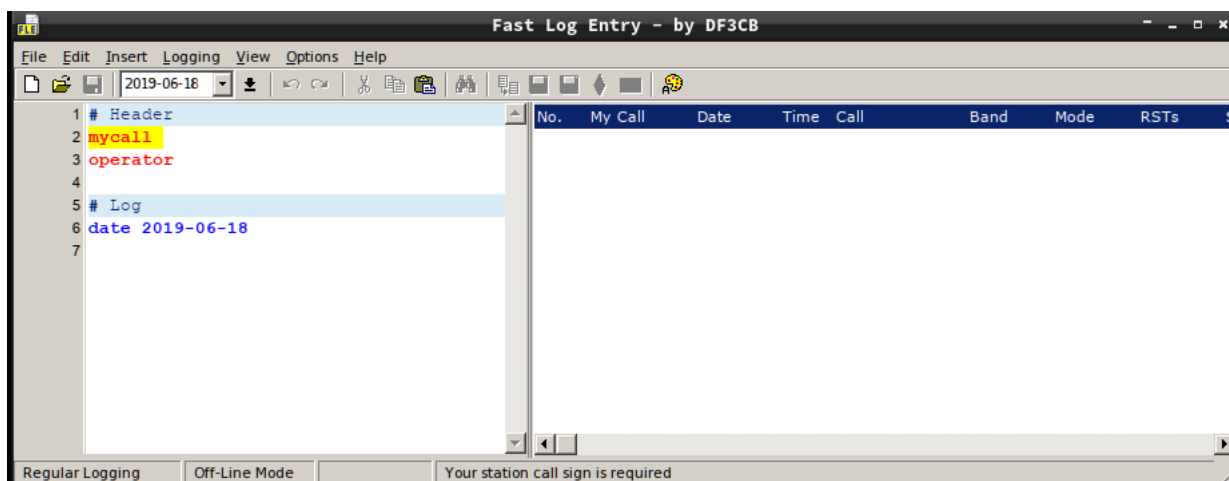 FLE Fast Log Entry - by DF3CB
File Edit Insert Logging View Options Help
2019-06-18
1 # Header
2 mycall
3 operator
4
5 # Log
6 date 2019-06-18
7
No. My Call Date Time Call Band Mode RSTs
Regular Logging Off-Line Mode Your station call sign is required